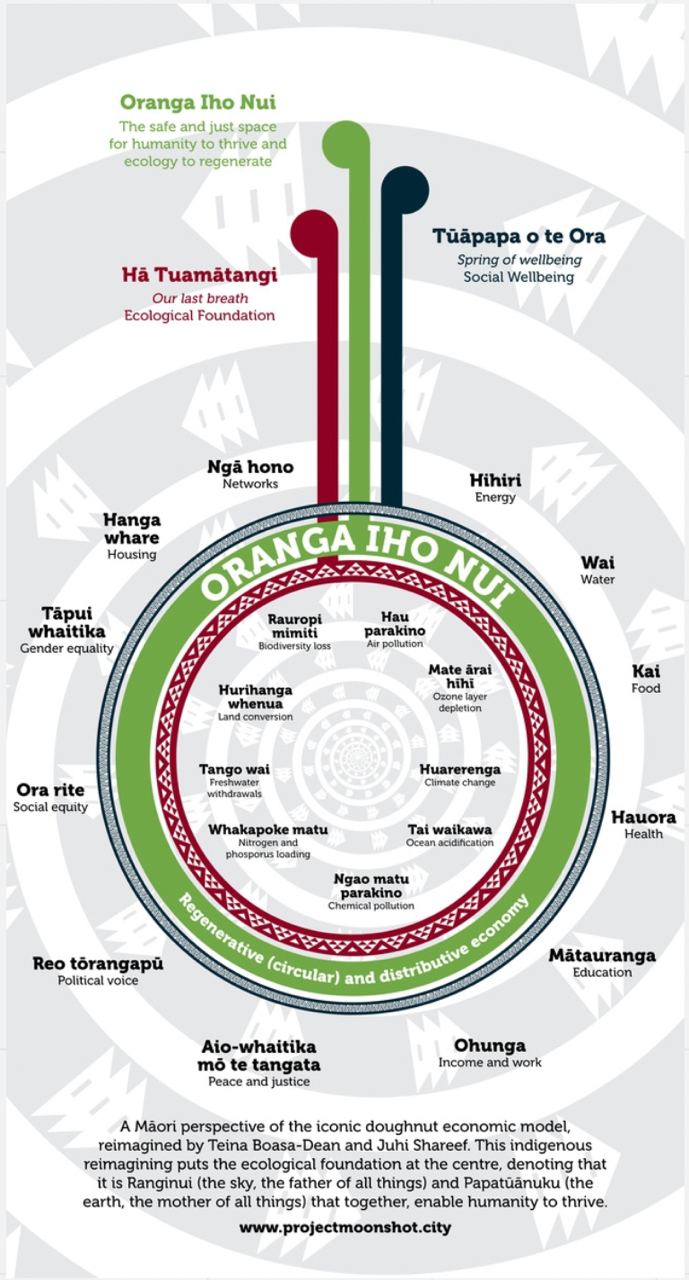 Oranga Iho Nui
The safe and just space
for humanity to thrive and
ecology to regenerate
Tūāpapa o te Ora
Spring of wellbeing
Social Wellbeing
Hā Tuamātangi
Our last breath
Ecological Foundation
Ngā hono
Networks
Hihiri
Energy
Hanga
whare
Housing
Wai
Water
Tāpui
whaitika
Gender equality
Kai
Food
Ora rite
Social equity
Hauora
Health
Reo tōrangapū
Political voice
Mātauranga
Education
Aio-whaitika
mō te tangata
Peace and justice
Ohunga
Income and work
ORANGA IHO NUI
Rauropi
mimiti
Biodiversity loss
Hau
parakino
Air pollution
Hurihanga
whenua
Land conversion
Mate ārai
hīhī
Ozone layer
depletion
Tango wai
Freshwater
withdrawals
Huarerenga
Climate change
Whakapoke matu
Nitrogen and
phosporus loading
Tai waikawa
Ocean acidification
Ngao matu
parakino
Chemical pollution
Regenerative (circular) and distributive economy
A Māori perspective of the iconic doughnut economic model,
reimagined by Teina Boasa-Dean and Juhi Shareef. This indigenous
reimagining puts the ecological foundation at the centre, denoting that
it is Ranginui (the sky, the father of all things) and Papatūānuku (the
earth, the mother of all things) that together, enable humanity to thrive.
www.projectmoonshot.city